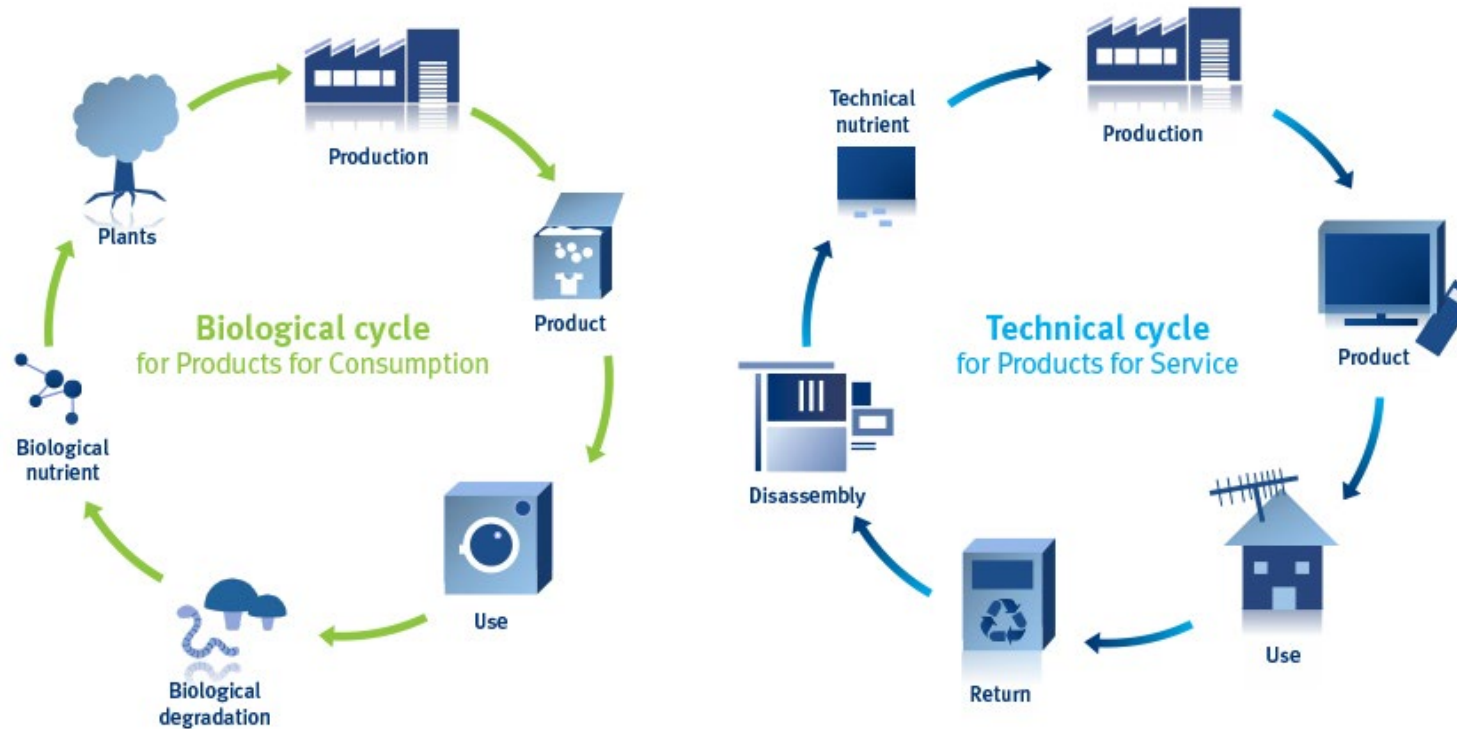 Production
Plants
Product
Biological cycle
for Products for Consumption
Biological
nutrient
Use
Biological
degradation
Technical
nutrient
Production
Technical cycle
for Products for Service
Product
Disassembly
Use
Return